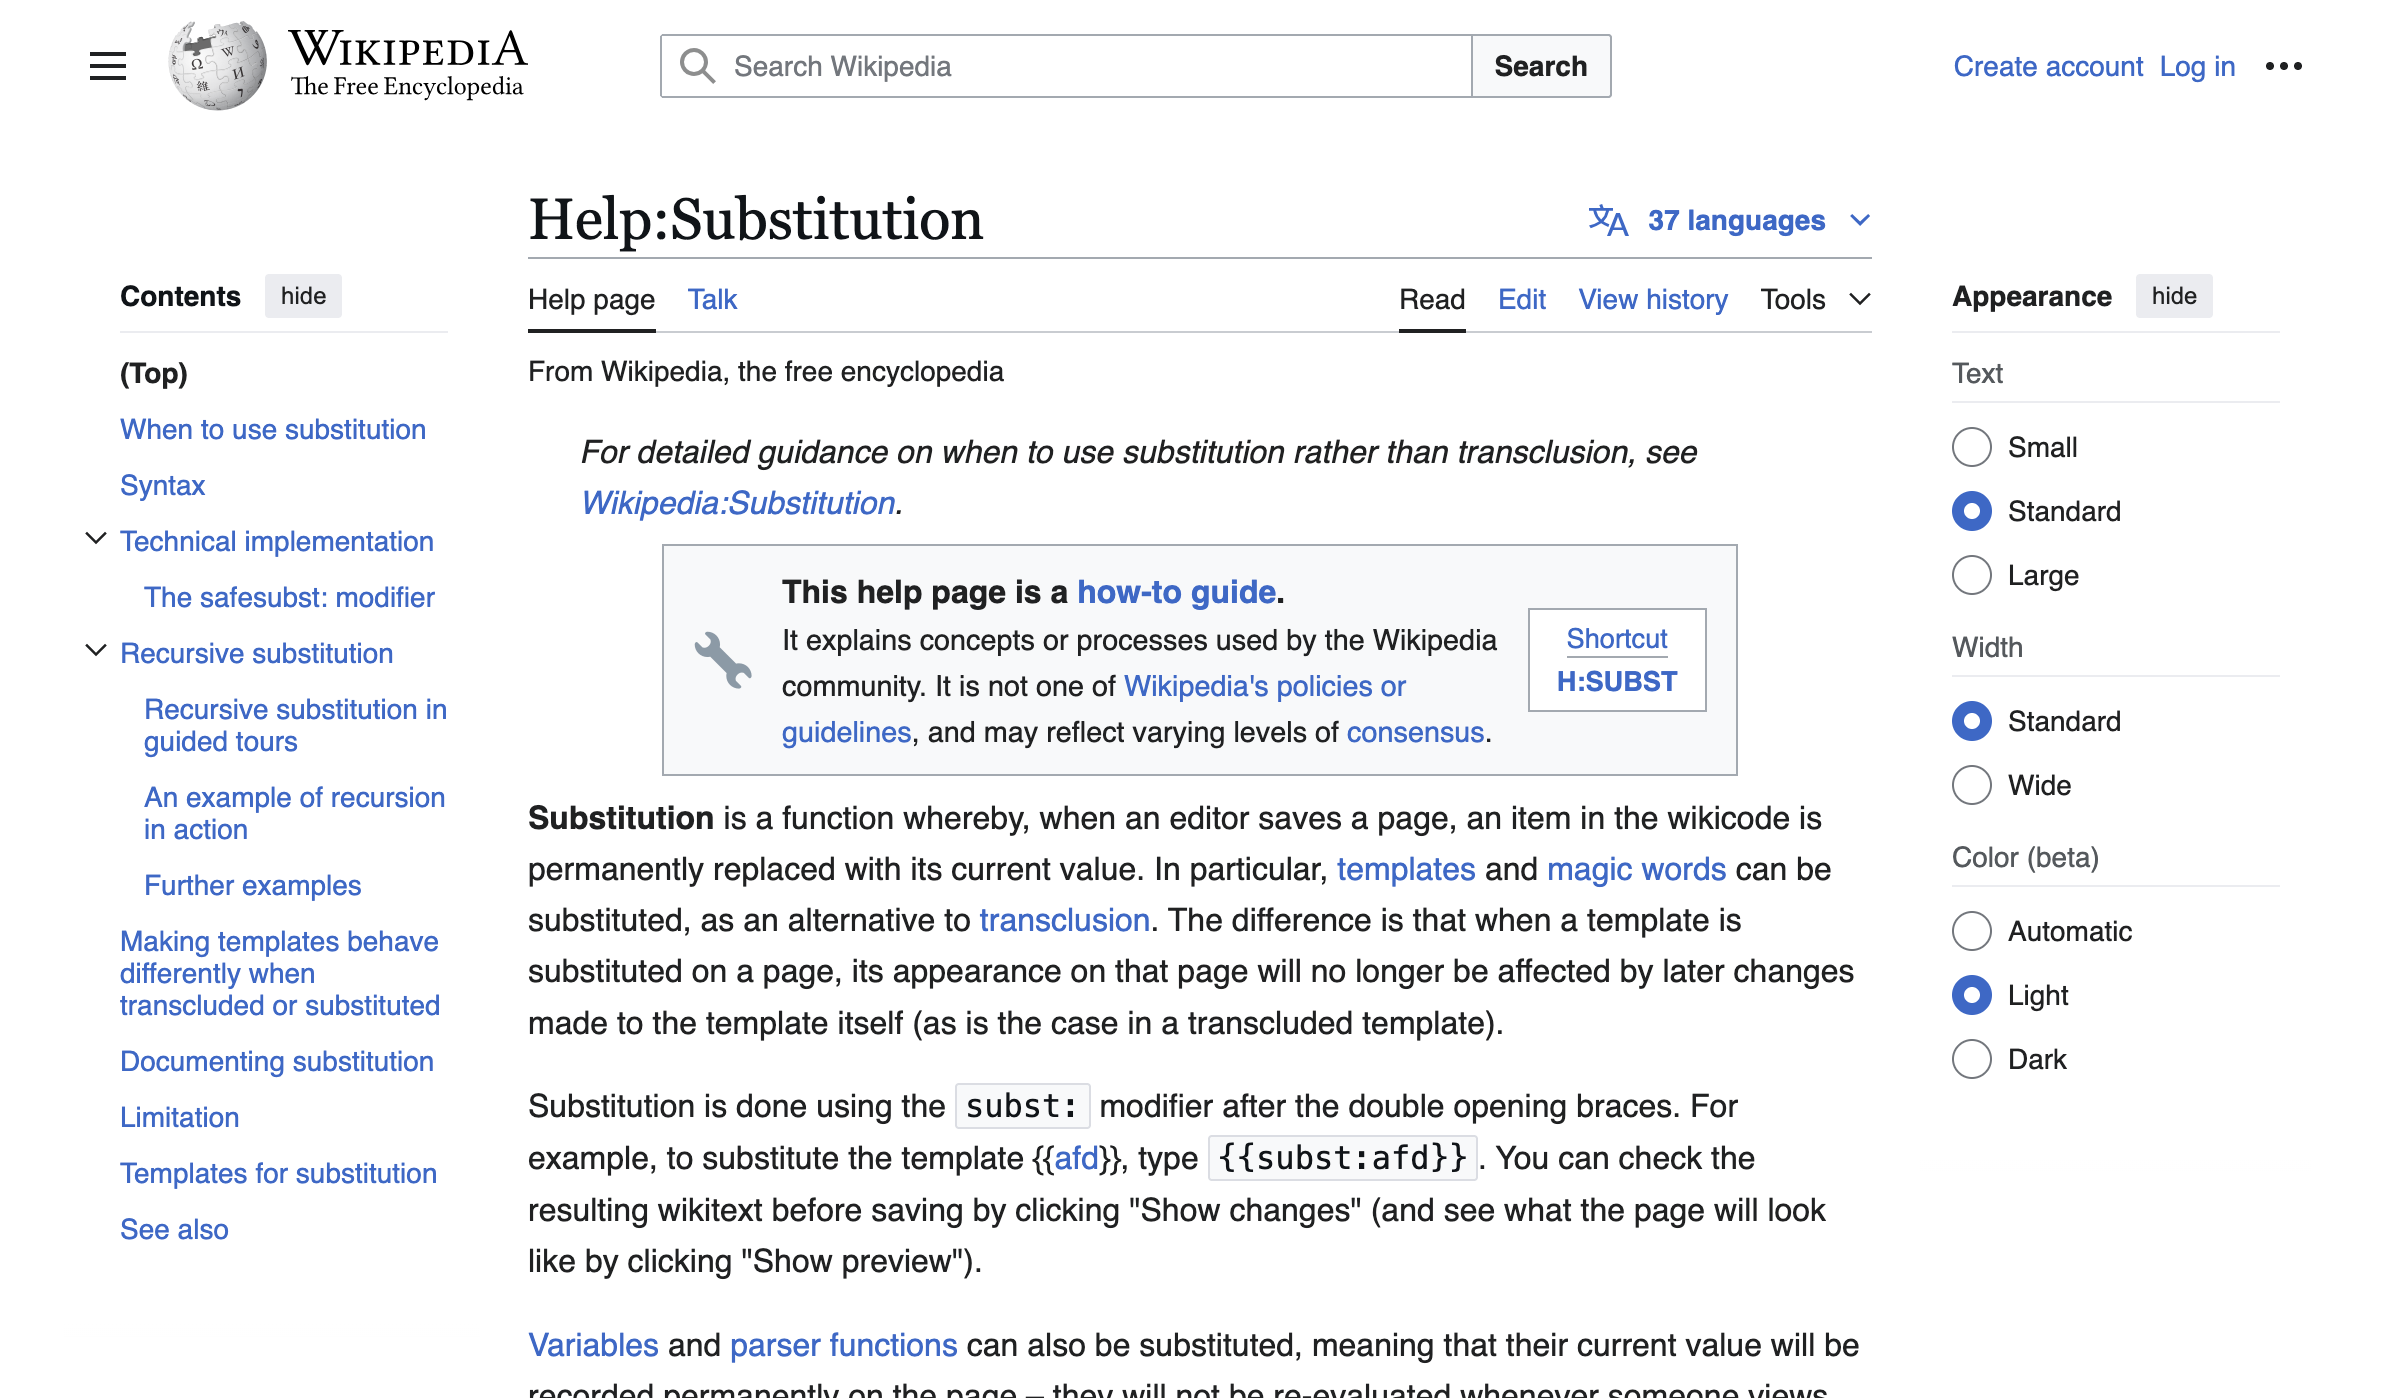 WIKIPEDIA
The Free Encyclopedia
Search Wikipedia
Search
Create account Log in
Help:Substitution
37 languages
Contents hide
Help page Talk
Read Edit View history Tools
Appearance hide
(Top)
When to use substitution
Syntax
Technical implementation
The safesubst: modifier
Recursive substitution
Recursive substitution in
guided tours
An example of recursion
in action
Further examples
Making templates behave
differently when
transcluded or substituted
Documenting substitution
Limitation
Templates for substitution
See also
From Wikipedia, the free encyclopedia
For detailed guidance on when to use substitution rather than transclusion, see
Wikipedia:Substitution.
This help page is a how-to guide.
It explains concepts or processes used by the Wikipedia
community. It is not one of Wikipedia's policies or
guidelines, and may reflect varying levels of consensus.
Shortcut
H:SUBST
Substitution is a function whereby, when an editor saves a page, an item in the wikicode is
permanently replaced with its current value. In particular, templates and magic words can be
substituted, as an alternative to transclusion. The difference is that when a template is
substituted on a page, its appearance on that page will no longer be affected by later changes
made to the template itself (as is the case in a transcluded template).
Substitution is done using the subst: modifier after the double opening braces. For
example, to substitute the template {{afd}}, type {{subst:afd}}. You can check the
resulting wikitext before saving by clicking "Show changes" (and see what the page will look
like by clicking "Show preview").
Variables and parser functions can also be substituted, meaning that their current value will be
recorded permanently on the page – they will not be re-evaluated whenever someone views
Text
Small
Standard
Large
Width
Standard
Wide
Color (beta)
Automatic
Light
Dark